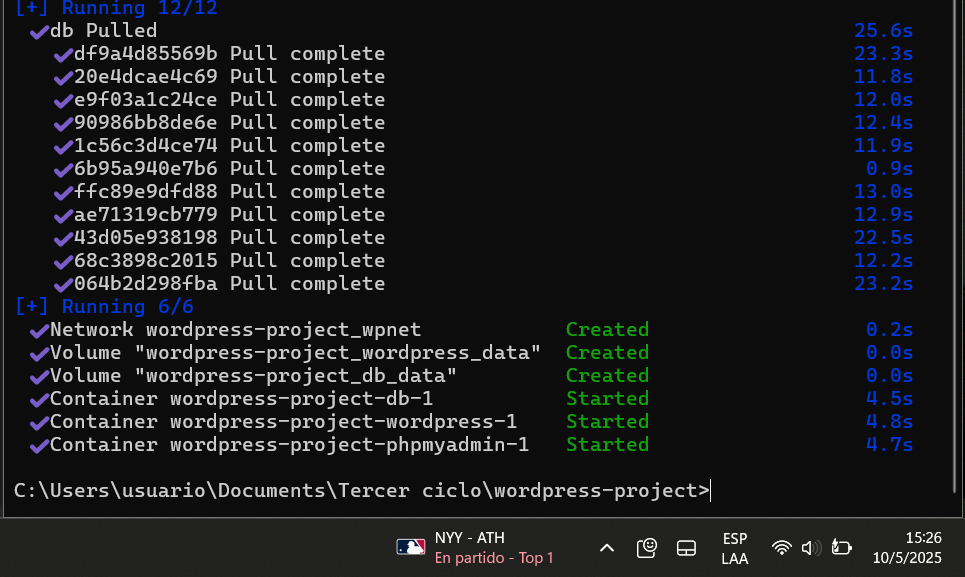 [+] Running 12/12
✔db Pulled 25.6s
✔df9a4d85569b Pull complete 23.3s
✔20e4dcae4c69 Pull complete 11.8s
✔e9f03a1c24ce Pull complete 12.0s
✔90986bb8de6e Pull complete 12.4s
✔1c56c3d4ce74 Pull complete 11.9s
✔6b95a940e7b6 Pull complete 0.9s
✔ffc89e9dfd88 Pull complete 13.0s
✔ae71319cb779 Pull complete 12.9s
✔43d05e938198 Pull complete 22.5s
✔68c3898c2015 Pull complete 12.2s
✔064b2d298fba Pull complete 23.2s
[+] Running 6/6
✔Network wordpress-project_wpnet Created 0.2s
✔Volume "wordpress-project_wordpress_data" Created 0.0s
✔Volume "wordpress-project_db_data" Created 0.0s
✔Container wordpress-project-db-1 Started 4.5s
✔Container wordpress-project-wordpress-1 Started 4.8s
✔Container wordpress-project-phpmyadmin-1 Started 4.7s
C:\Users\usuario\Documents\Tercer ciclo\wordpress-project>
NYY - ATH
En partido - Top 1
ESP
LAA
15:26
10/5/2025